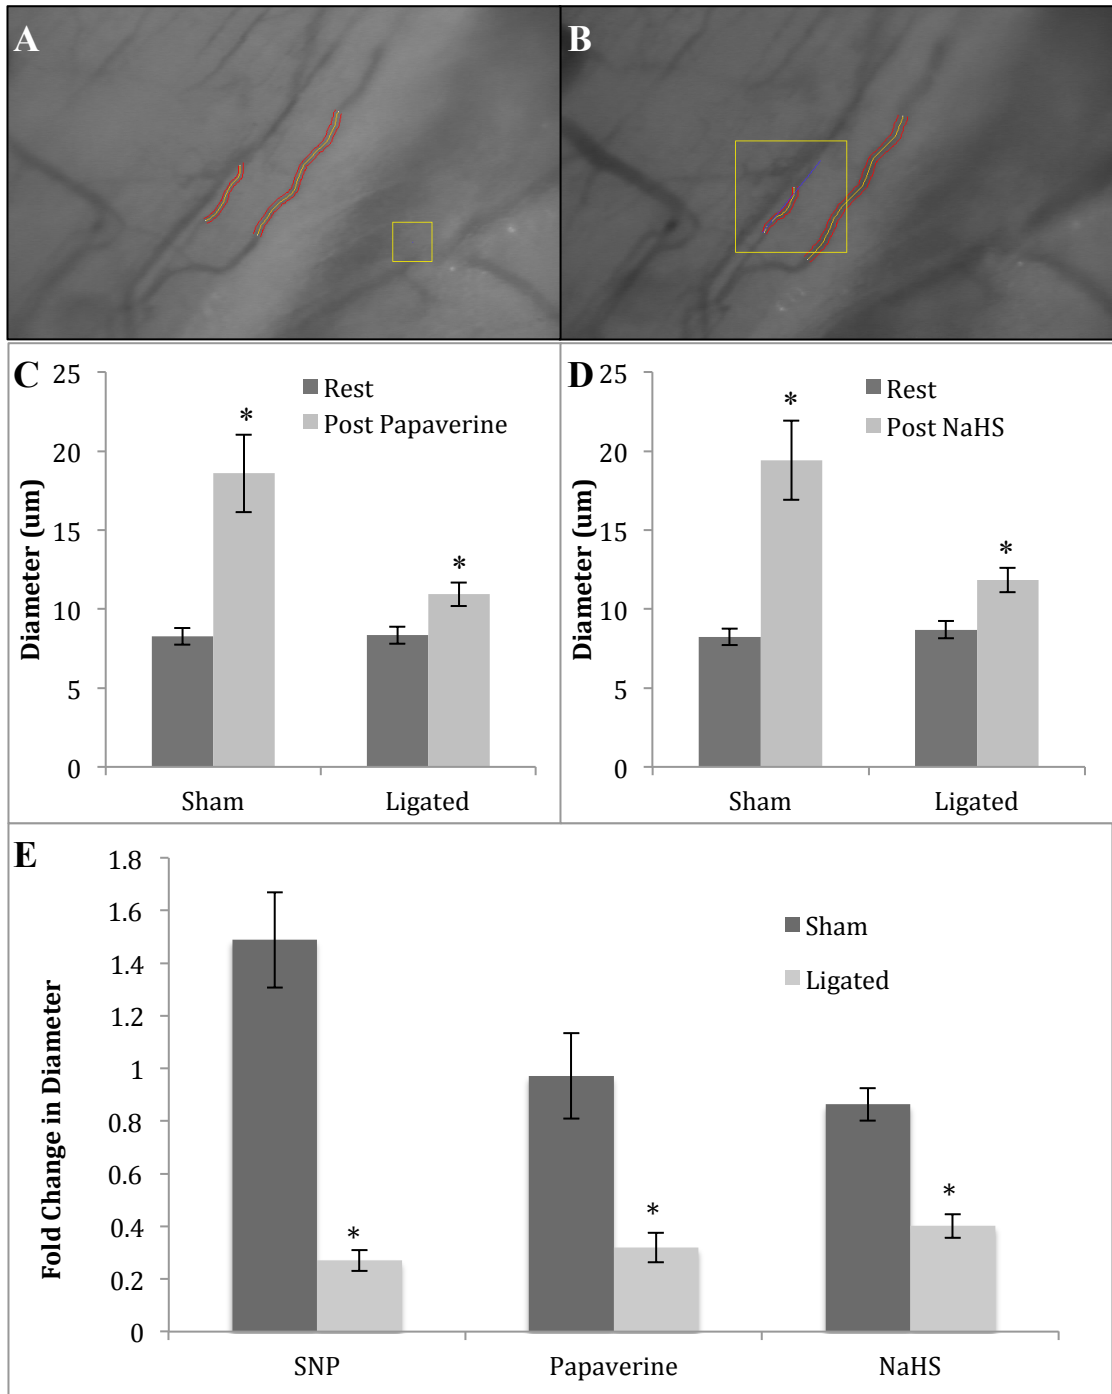 A
B
C
25
20
15
10
5
0
Diameter (um)
Rest
Post Papaverine
*
*
Sham
Ligated
D
25
20
15
10
5
0
Diameter (um)
Rest
Post NaHS
*
*
Sham
Ligated
E
1.8
1.6
1.4
1.2
1
0.8
0.6
0.4
0.2
0
Fold Change in Diameter
Sham
Ligated
*
*
*
SNP
Papaverine
NaHS